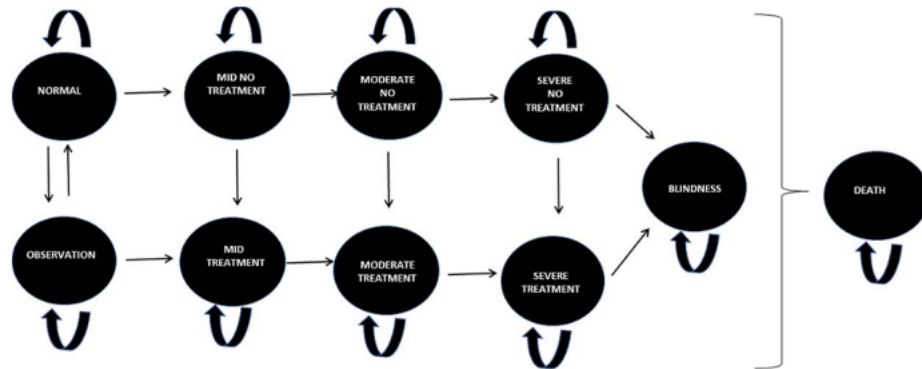 NORMAL
MID NO
TREATMENT
MODERATE
NO
TREATMENT
SEVERE
NO
TREATMENT
BLINDNESS
DEATH
OBSERVATION
MID
TREATMENT
MODERATE
TREATMENT
SEVERE
TREATMENT